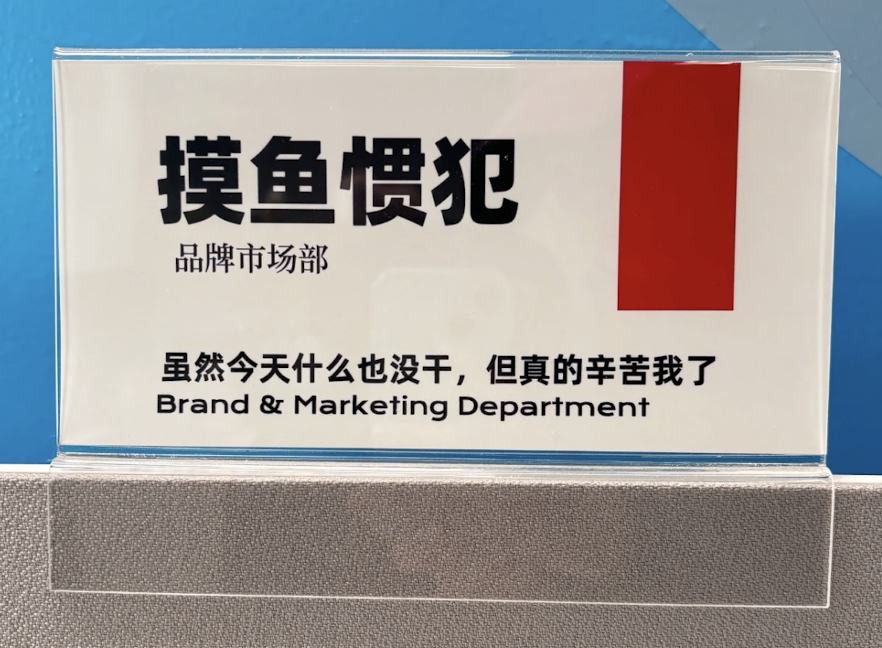 摸鱼惯犯
品牌市场部
虽然今天什么也没干，但真的辛苦我了
Brand & Marketing Department